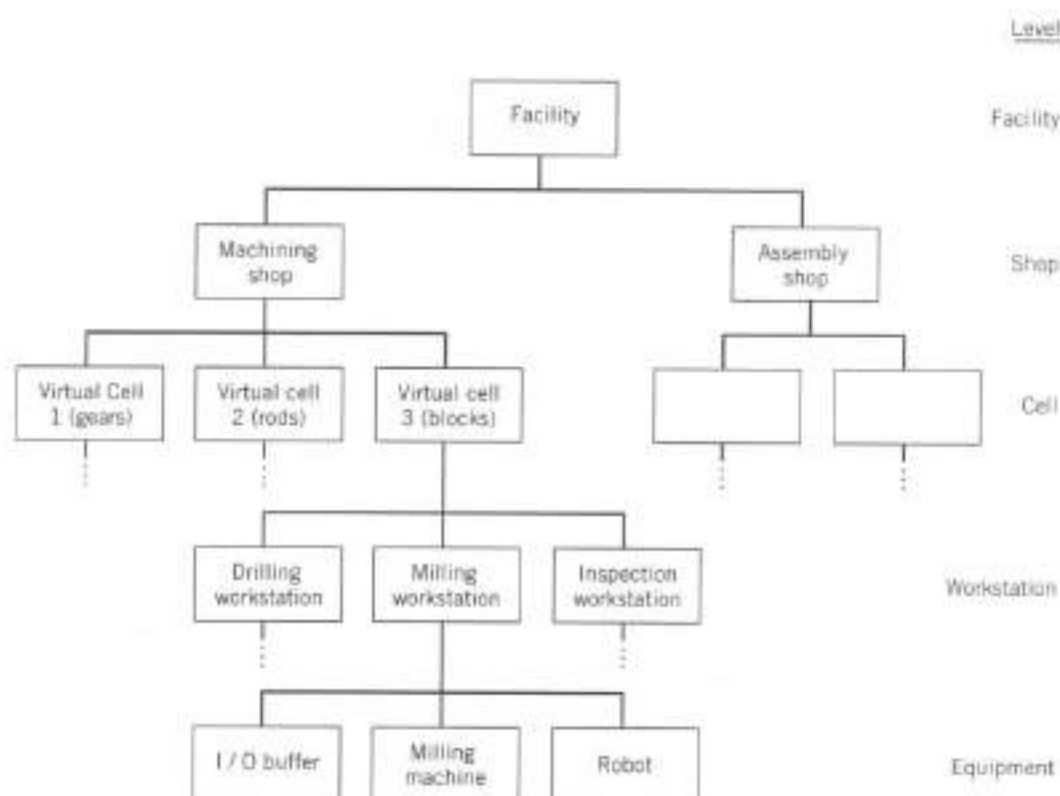 Level
Facility
Facility
Machining
shop
Assembly
shop
Shop
Virtual Cell
1 (gears)
Virtual cell
2 (rods)
Virtual cell
3 (blocks)
Cell
Drilling
workstation
Milling
workstation
Inspection
workstation
Workstation
I / O buffer
Milling
machine
Robot
Equipment